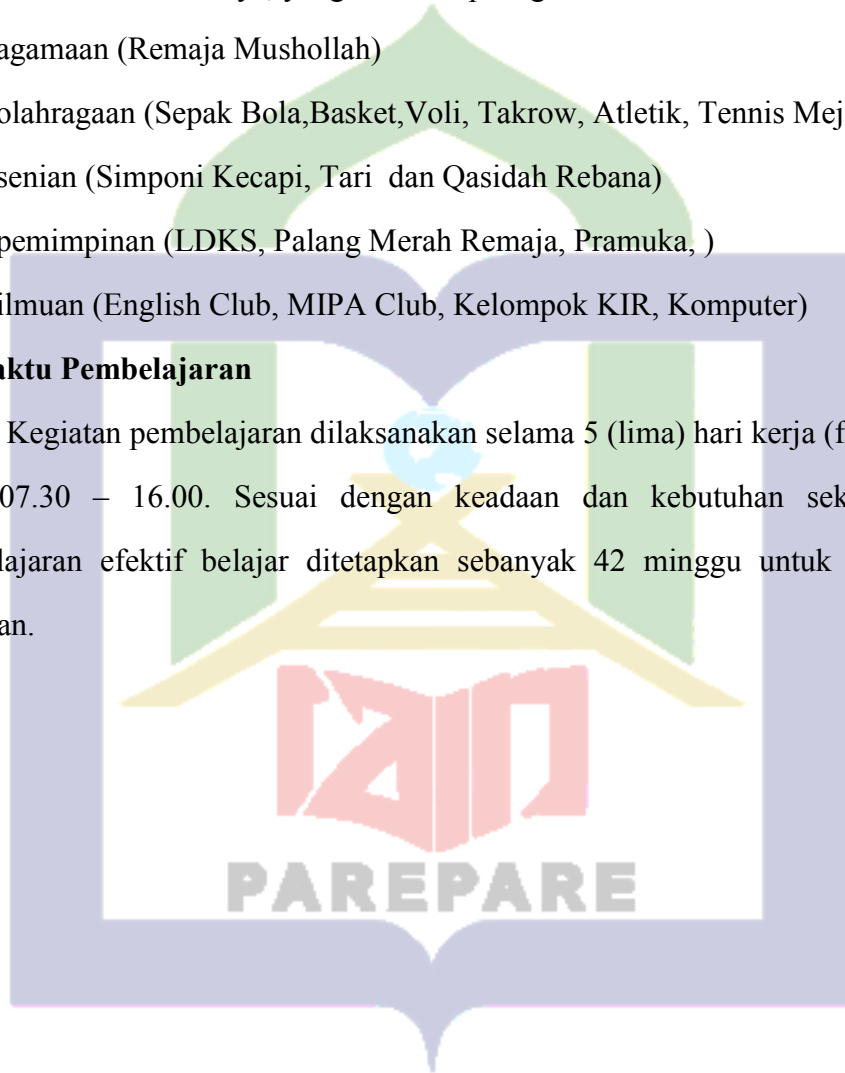 agamaan (Remaja Mushollah)
olahragaan (Sepak Bola,Basket,Voli, Takrow, Atletik, Tennis Mej
senian (Simponi Kecapi, Tari dan Qasidah Rebana)
pemimpinan (LDKS, Palang Merah Remaja, Pramuka, )
ilmuan (English Club, MIPA Club, Kelompok KIR, Komputer)
aktu Pembelajaran
Kegiatan pembelajaran dilaksanakan selama 5 (lima) hari kerja (f
07.30 – 16.00. Sesuai dengan keadaan dan kebutuhan sek
lajaran efektif belajar ditetapkan sebanyak 42 minggu untuk
an.
iain
PAREPARE